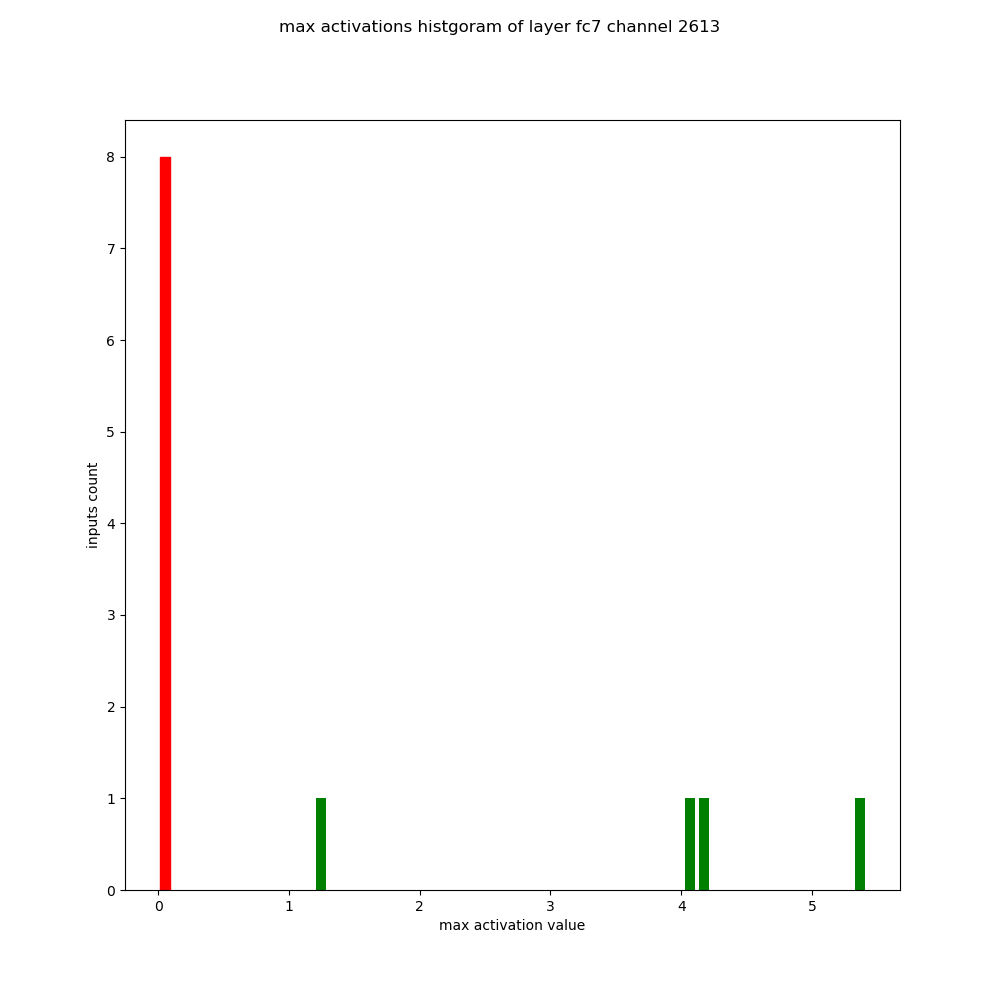 max activations histgoram of layer fc7 channel 2613
8
7
6
5
4
3
2
1
0
inputs count
0 1 2 3 4 5
max activation value